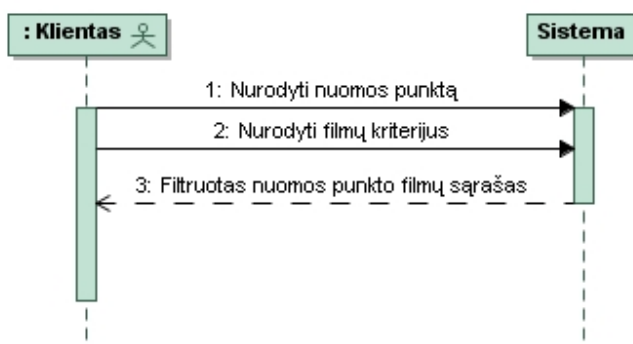 : Klientas
Sistema
1: Nurodyti nuomos punktą
2: Nurodyti filmų kriterijus
3: Filtruotas nuomos punkto filmų sąrašas